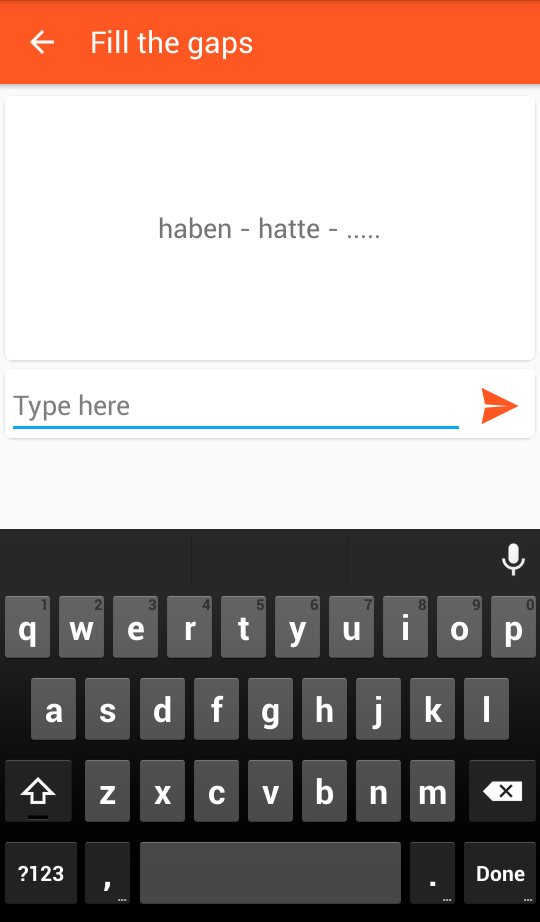 Fill the gaps
haben - hatte - .....
Type here
1 2 3 4 5 6 7 8 9 0
q w e r t y u i o p
a s d f g h j k l
z x c v b n m
?123 , ... . ... Done ...